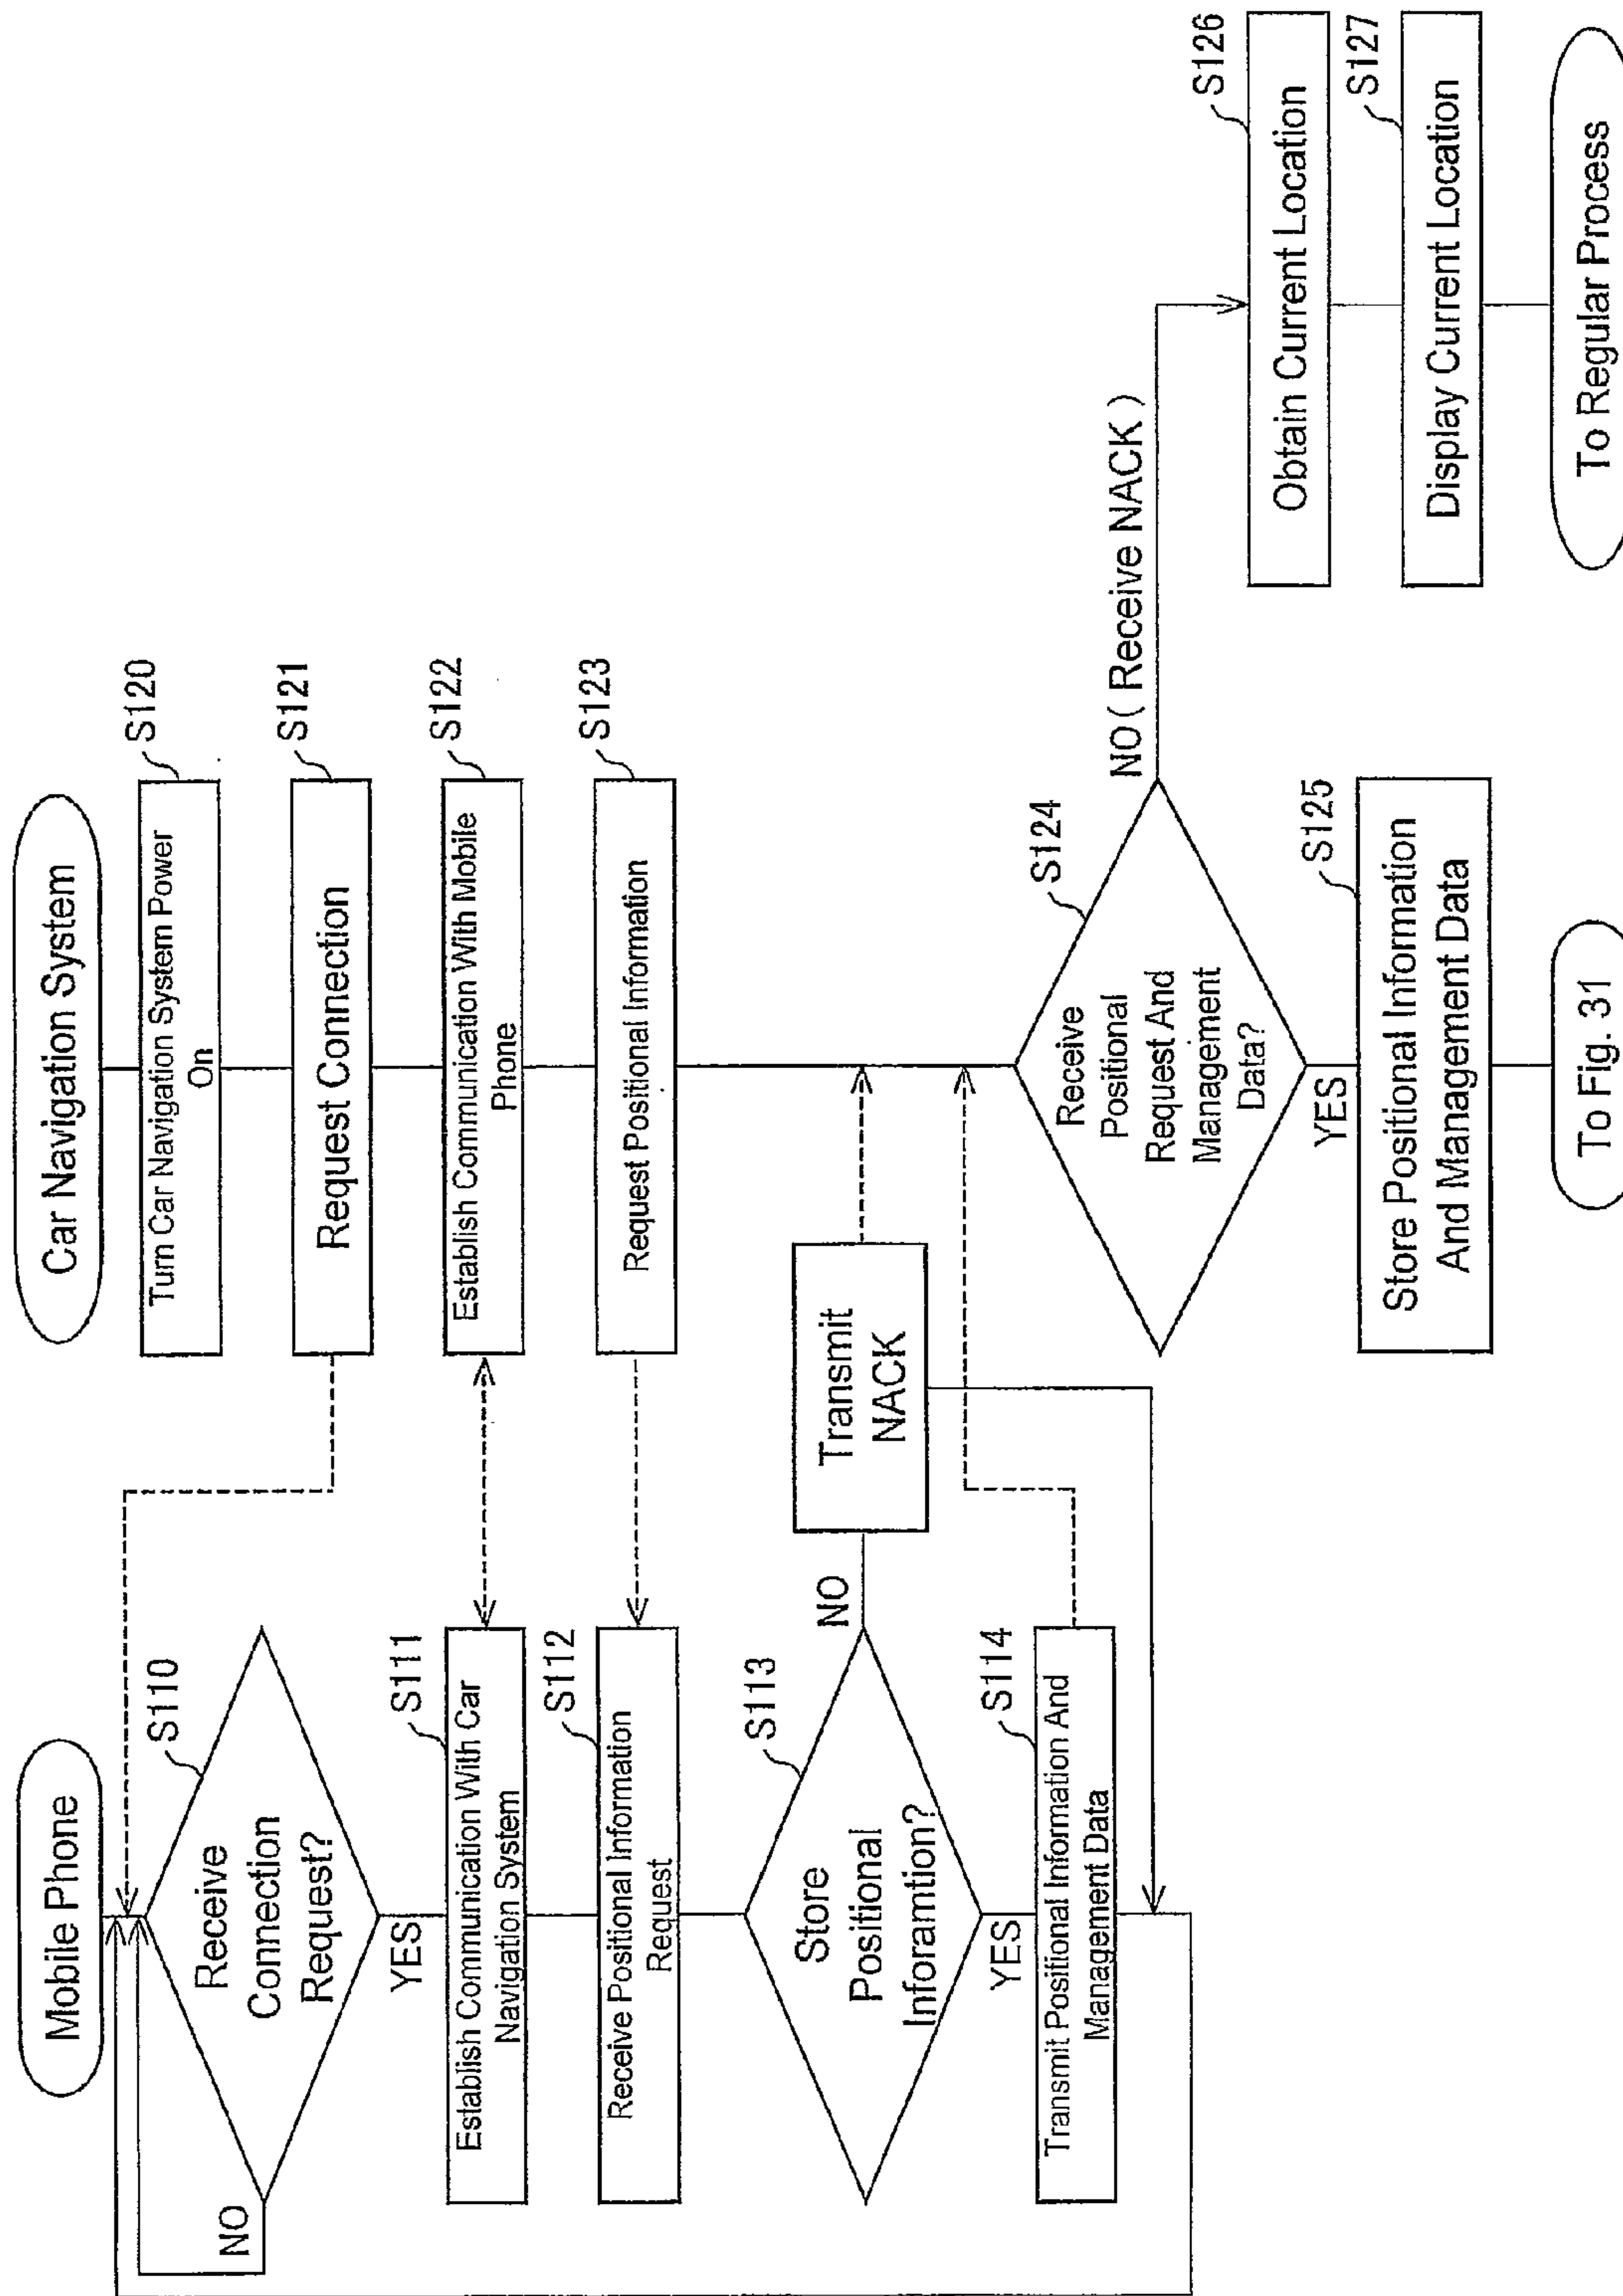 Mobile Phone
S110
Receive
Connection
Request?
NO
YES
S111
Establish Communication With Car
Navigation System
S112
Receive Positional Information
Request
S113
Store
Positional
Inforamtion?
NO
Transmit
NACK
YES
S114
Transmit Positional Information And
Management Data
Car Navigation System
S120
Turn Car Navigation System Power
On
S121
Request Connection
S122
Establish Communication With Mobile
Phone
S123
Request Positional Information
S124
Receive
Positional
Request And
Management
Data?
NO( Receive NACK )
YES
S125
Store Positional Information
And Management Data
To Fig. 31
S126
Obtain Current Location
S127
Display Current Location
To Regular Process